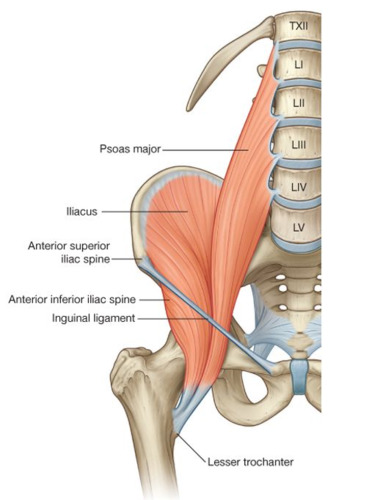 TXII
LI
LII
LIII
LIV
LV
Psoas major
Iliacus
Anterior superior
iliac spine
Anterior inferior iliac spine
Inguinal ligament
Lesser trochanter